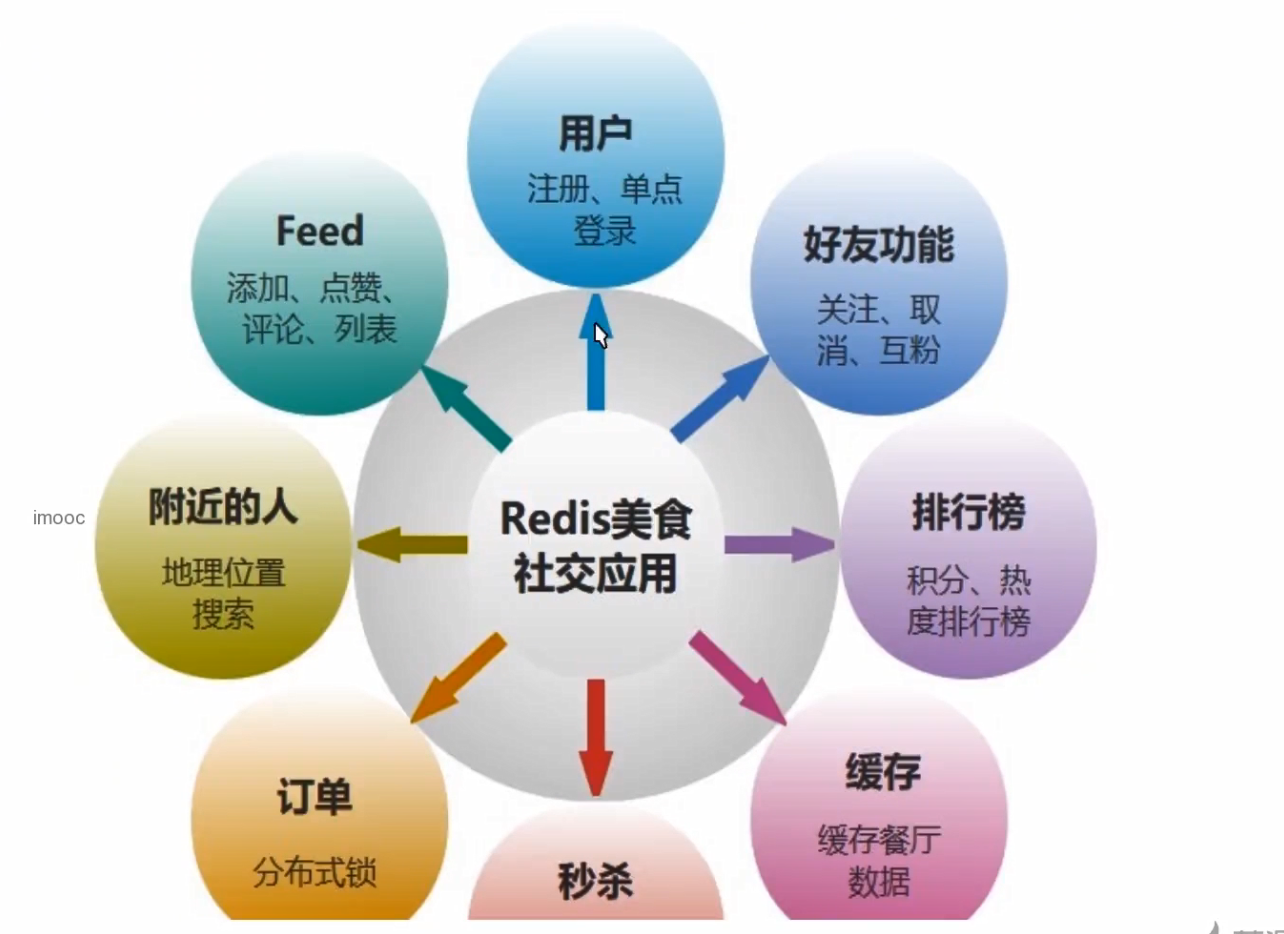 用户
注册、单点
登录
Feed
添加、点赞、
评论、列表
好友功能
关注、取
消、互粉
附近的人
地理位置
搜索
imooc
Redis美食
社交应用
排行榜
积分、热
度排行榜
订单
分布式锁
秒杀
缓存
缓存餐厅
数据